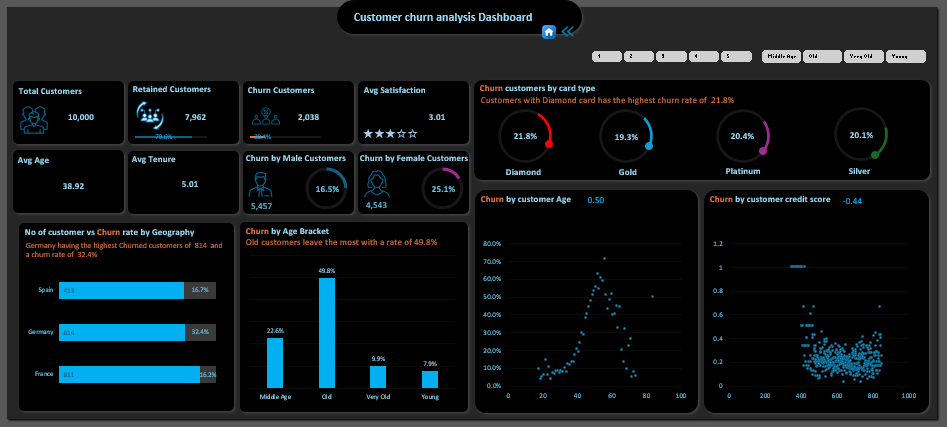 Customer churn analysis Dashboard
1 2 3 4 5 Middle Age Old Very Old Young
Total Customers
10,000
Retained Customers
7,962
79.6%
Churn Customers
2,038
20.4%
Avg Satisfaction
3.01
Avg Age
38.92
Avg Tenure
5.01
Churn by Male Customers
16.5%
5,457
Churn by Female Customers
25.1%
4,543
Churn customers by card type
Customers with Diamond card has the highest churn rate of 21.8%
21.8% 19.3% 20.4% 20.1%
Diamond Gold Platinum Silver
No of customer vs Churn rate by Geography
Germany having the highest Churned customers of 814 and
a churn rate of 32.4%
Spain 413 16.7%
Germany 814 32.4%
France 811 16.2%
Churn by Age Bracket
Old customers leave the most with a rate of 49.8%
49.8%
22.6%
9.9%
7.9%
Middle Age Old Very Old Young
Churn by customer Age 0.50
80.0%
70.0%
60.0%
50.0%
40.0%
30.0%
20.0%
10.0%
0.0%
0 20 40 60 80 100
Churn by customer credit score -0.44
1.2
1
0.8
0.6
0.4
0.2
0
0 200 400 600 800 1000